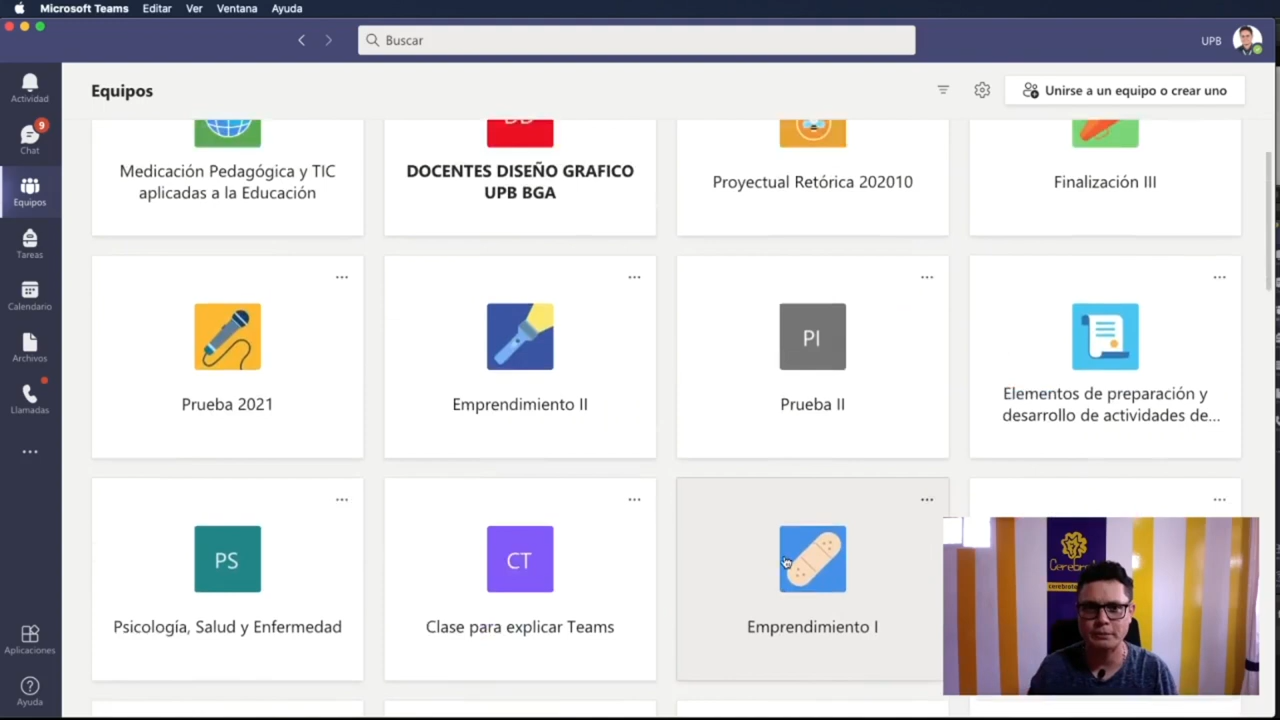 Microsoft Teams Editar Ver Ventana Ayuda
Buscar
UPB
Actividad
9
Chat
Equipos
Tareas
Calendario
Archivos
Llamadas
Aplicaciones
Ayuda
Equipos
Unirse a un equipo o crear uno
Medicación Pedagógica y TIC
aplicadas a la Educación
DOCENTES DISEÑO GRAFICO
UPB BGA
Proyectual Retórica 202010
Finalización III
Prueba 2021
Emprendimiento II
PI
Prueba II
Elementos de preparación y
desarrollo de actividades de...
PS
Psicología, Salud y Enfermedad
CT
Clase para explicar Teams
Emprendimiento I